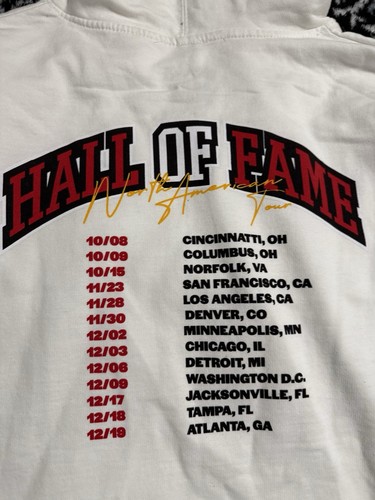 HALL OF FAME
North American
Tour
10/08 CINCINNATTI, OH
10/09 COLUMBUS, OH
10/15 NORFOLK, VA
11/23 SAN FRANCISCO, CA
11/28 LOS ANGELES, CA
11/30 DENVER, CO
12/02 MINNEAPOLIS, MN
12/03 CHICAGO, IL
12/06 DETROIT, MI
12/09 WASHINGTON D.C.
12/17 JACKSONVILLE, FL
12/18 TAMPA, FL
12/19 ATLANTA, GA